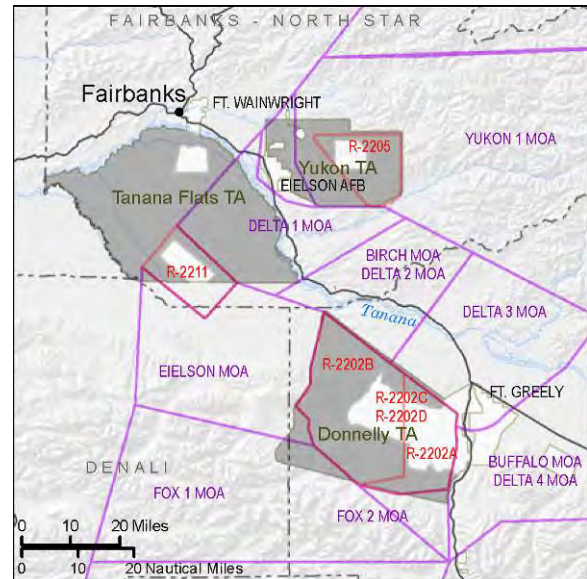 FAIRBANKS - NORTH STAR
Fairbanks
FT. WAINWRIGHT
YUKON 1 MOA
R-2205
Yukon TA
EIELSON AFB
Tanana Flats TA
DELTA 1 MOA
BIRCH MOA
DELTA 2 MOA
R-2211
DELTA 3 MOA
Tanana
EIELSON MOA
R-2202B
FT. GREELY
R-2202C
R-2202D
Donnelly TA
R-2202A
BUFFALO MOA
DELTA 4 MOA
DENALI
FOX 1 MOA
FOX 2 MOA
0 10 20 Miles
0 10 20 Nautical Miles